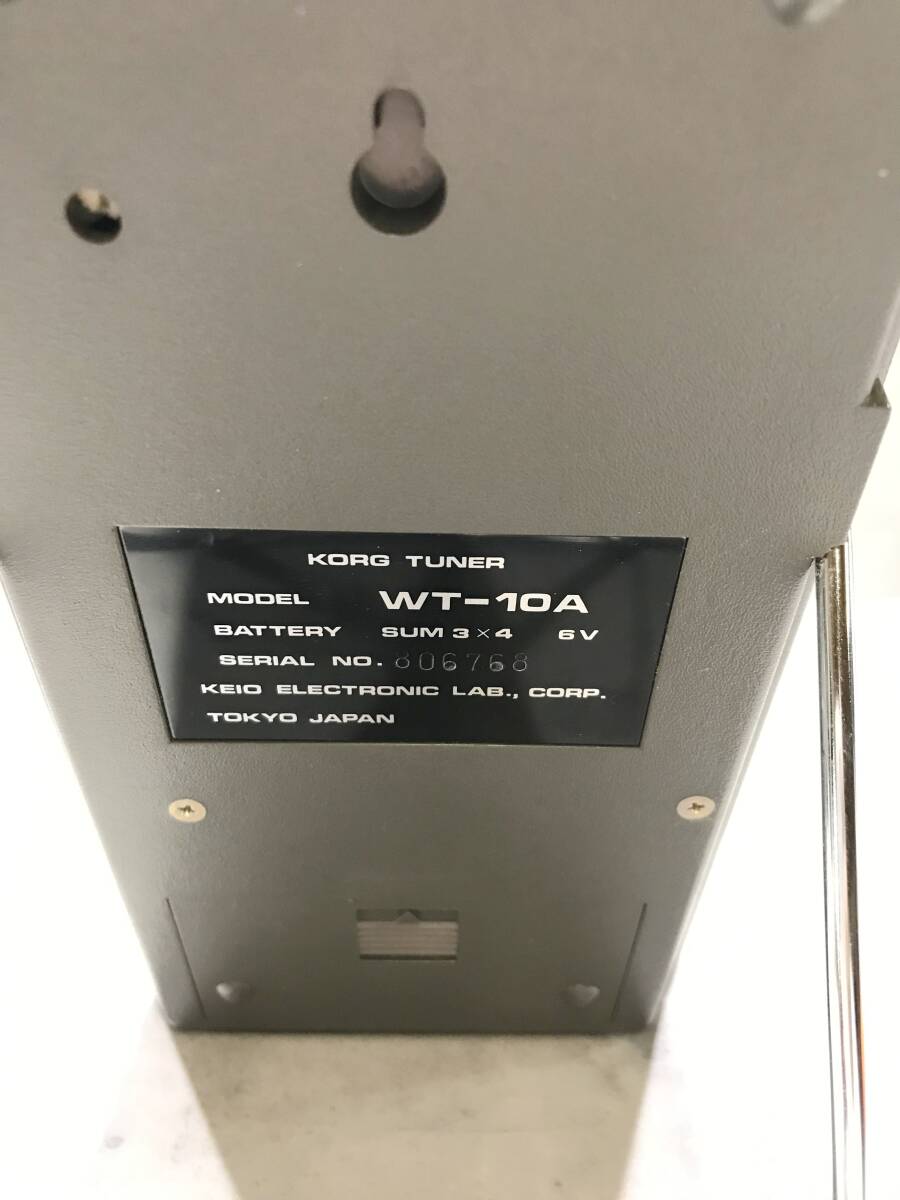 KORG TUNER
MODEL WT-10A
BATTERY SUM 3×4 6V
SERIAL NO. 806768
KEIO ELECTRONIC LAB., CORP.
TOKYO JAPAN